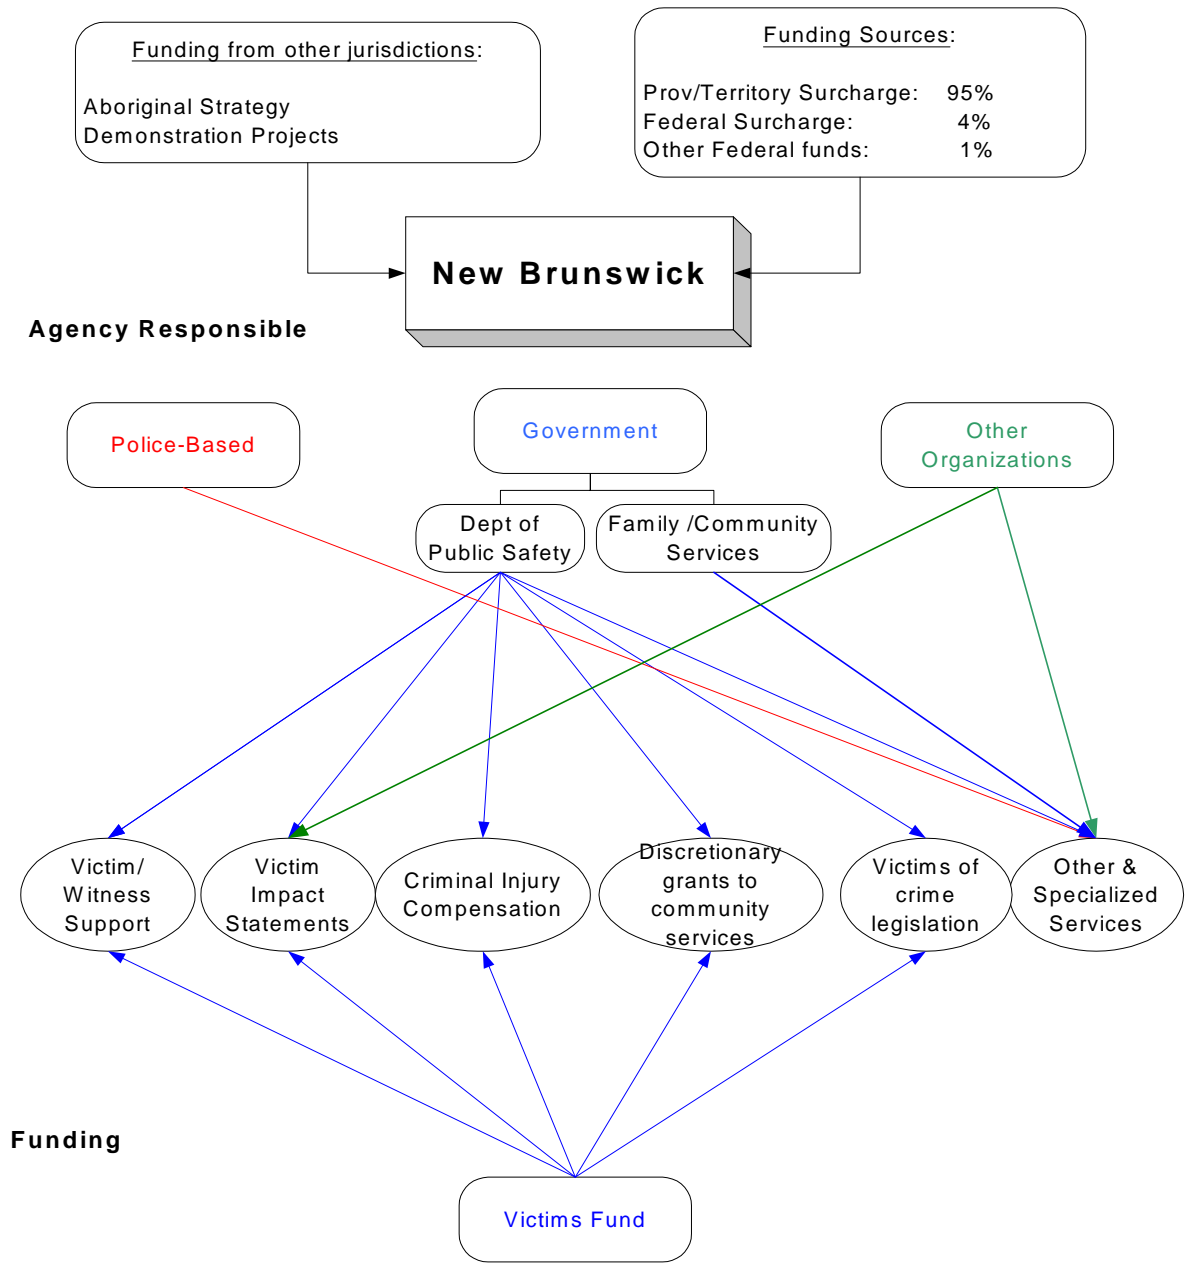 Funding from other jurisdictions:
Aboriginal Strategy
Demonstration Projects
Funding Sources:
Prov/Territory Surcharge: 95%
Federal Surcharge: 4%
Other Federal funds: 1%
New Brunswick
Agency Responsible
Police-Based
Government
Other
Organizations
Dept of
Public Safety
Family /Community
Services
Victim/
Witness
Support
Victim
Impact
Statements
Criminal Injury
Compensation
Discretionary
grants to
community
services
Victims of
crime
legislation
Other &
Specialized
Services
Funding
Victims Fund